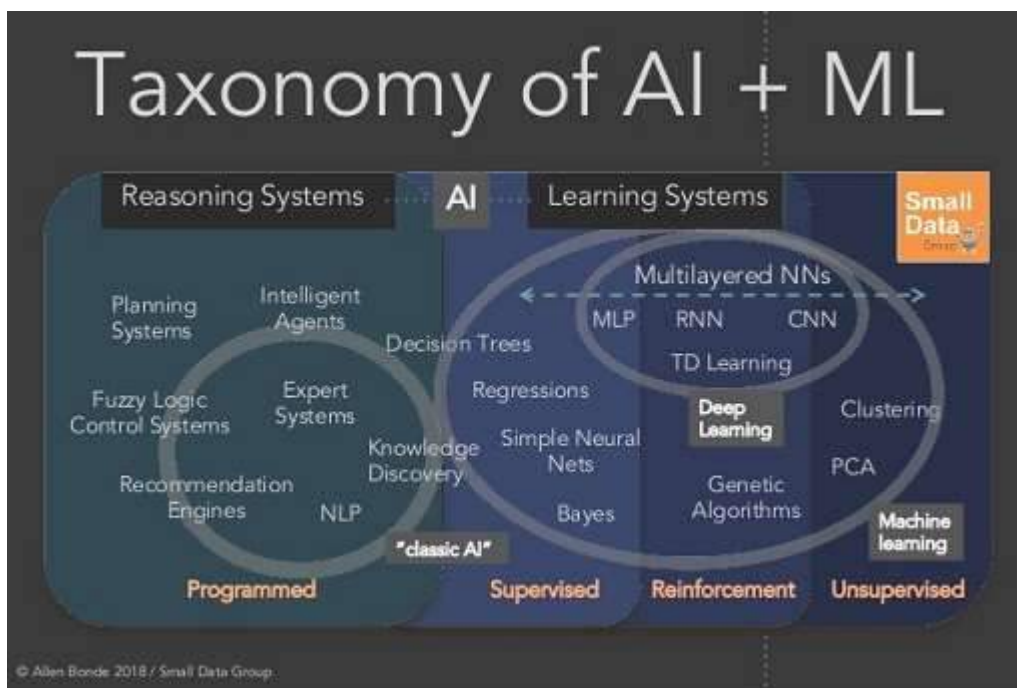 Taxonomy of AI + ML
Reasoning Systems
AI
Learning Systems
Small
Data
Group
Planning
Systems
Intelligent
Agents
Decision Trees
Fuzzy Logic
Control Systems
Expert
Systems
Knowledge
Discovery
Recommendation
Engines
NLP
"classic AI"
Multilayered NNs
MLP
RNN
CNN
TD Learning
Regressions
Deep
Learning
Clustering
Simple Neural
Nets
PCA
Bayes
Genetic
Algorithms
Machine
learning
Programmed
Supervised
Reinforcement
Unsupervised
© Allen Bonde 2018 / Small Data Group